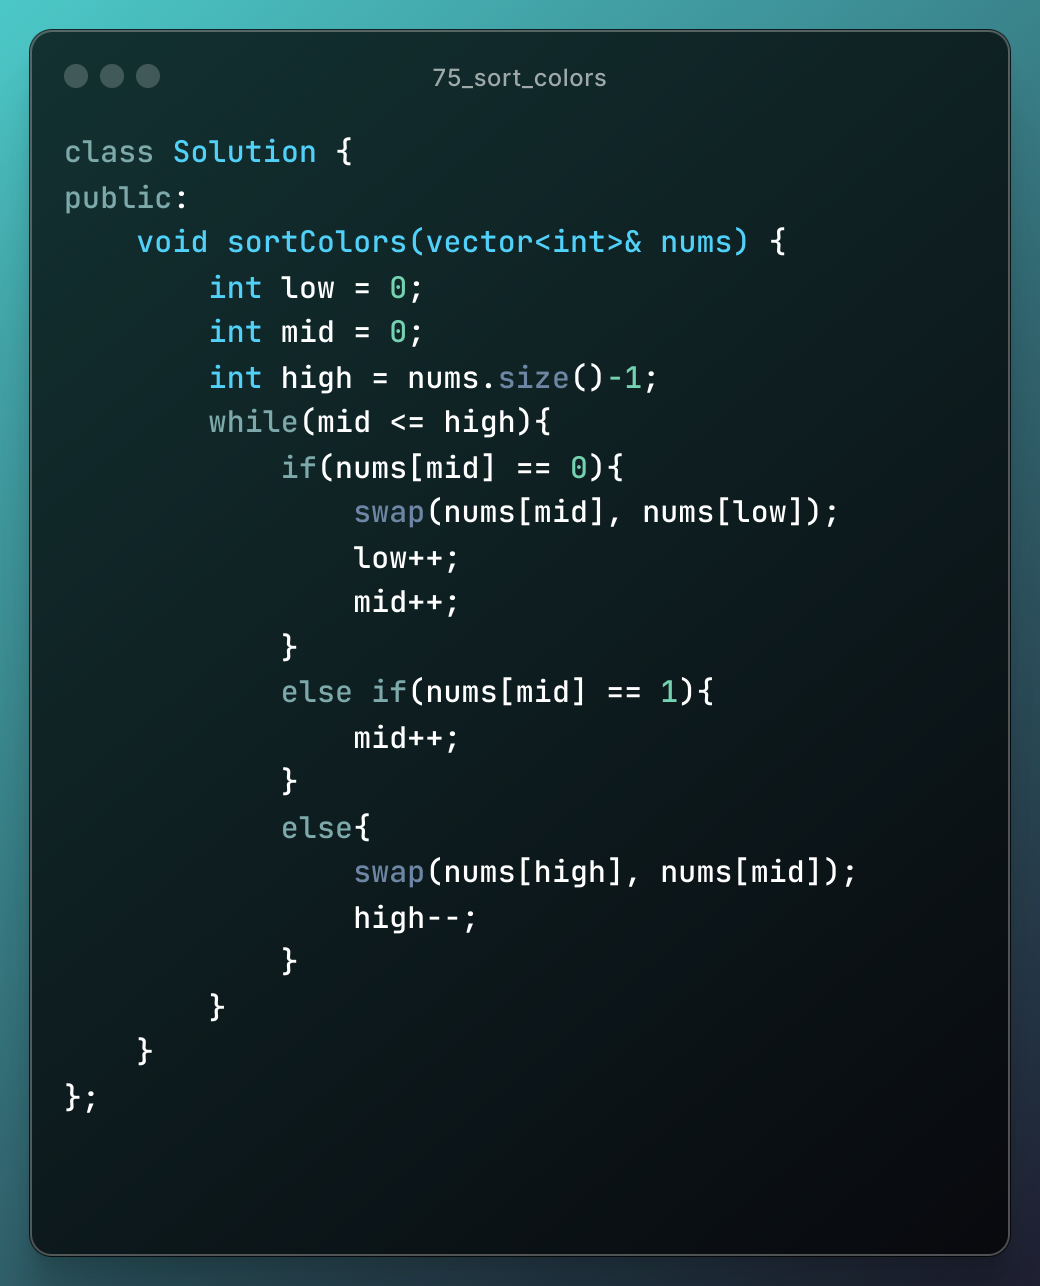 75_sort_colors
class Solution {
public:
    void sortColors(vector<int>& nums) {
        int low = 0;
        int mid = 0;
        int high = nums.size()-1;
        while(mid <= high){
            if(nums[mid] == 0){
                swap(nums[mid], nums[low]);
                low++;
                mid++;
            }
            else if(nums[mid] == 1){
                mid++;
            }
            else{
                swap(nums[high], nums[mid]);
                high--;
            }
        }
    }
};